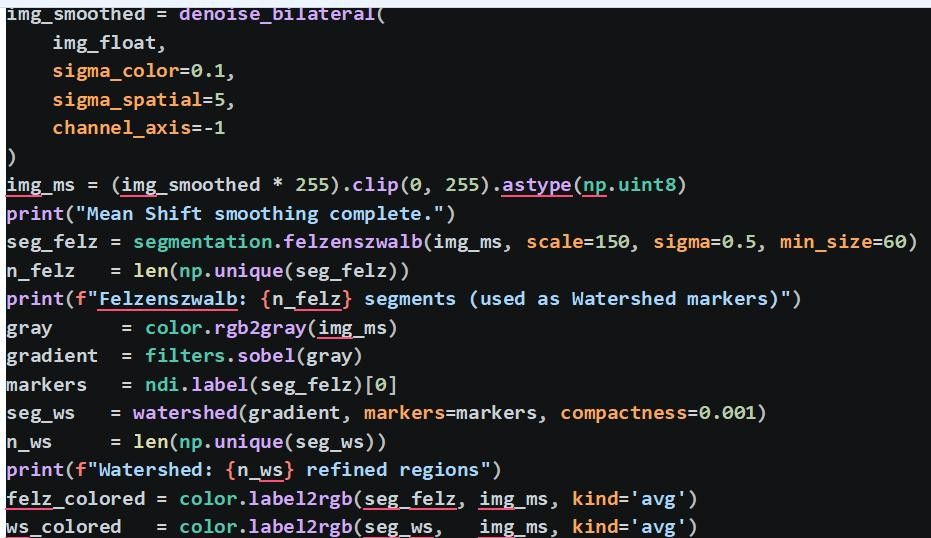 img_smoothed = denoise_bilateral(
    img_float,
    sigma_color=0.1,
    sigma_spatial=5,
    channel_axis=-1
)
img_ms = (img_smoothed * 255).clip(0, 255).astype(np.uint8)
print("Mean Shift smoothing complete.")
seg_felz = segmentation.felzenszwalb(img_ms, scale=150, sigma=0.5, min_size=60)
n_felz   = len(np.unique(seg_felz))
print(f"Felzenszwalb: {n_felz} segments (used as Watershed markers)")
gray      = color.rgb2gray(img_ms)
gradient  = filters.sobel(gray)
markers   = ndi.label(seg_felz)[0]
seg_ws   = watershed(gradient, markers=markers, compactness=0.001)
n_ws     = len(np.unique(seg_ws))
print(f"Watershed: {n_ws} refined regions")
felz_colored = color.label2rgb(seg_felz, img_ms, kind='avg')
ws_colored   = color.label2rgb(seg_ws,   img_ms, kind='avg')